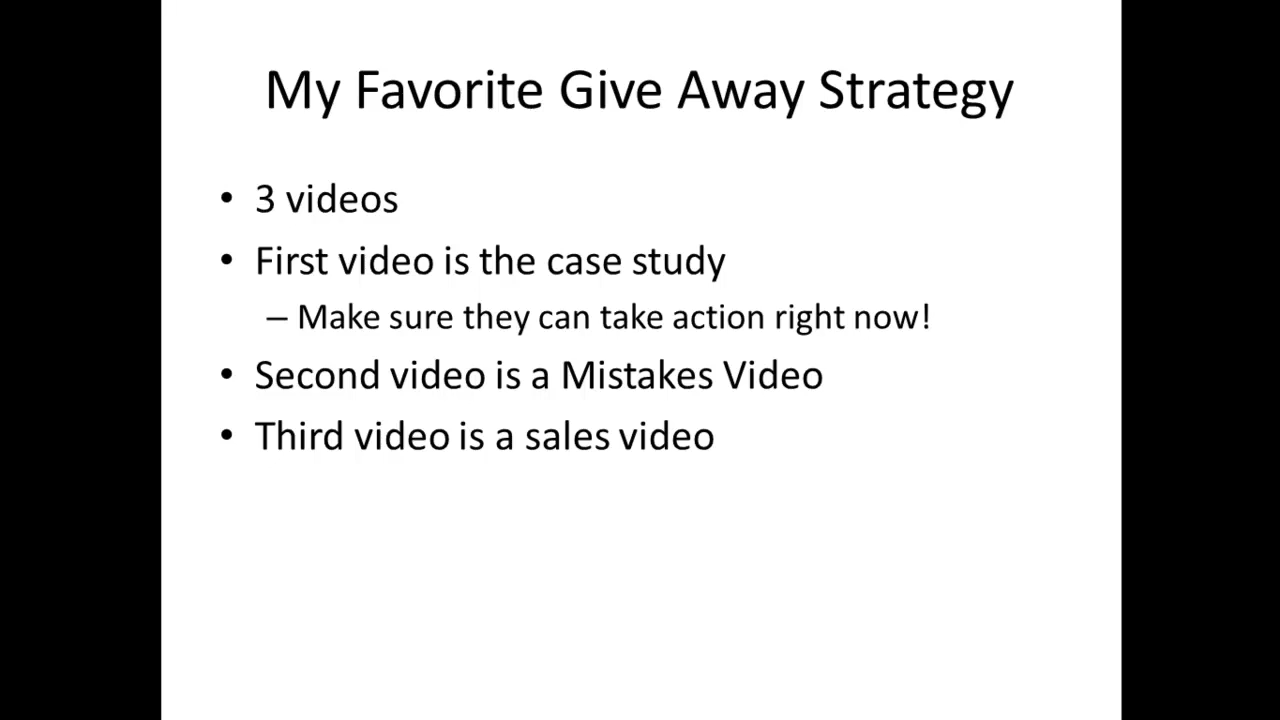 My Favorite Give Away Strategy
• 3 videos
• First video is the case study
– Make sure they can take action right now!
• Second video is a Mistakes Video
• Third video is a sales video